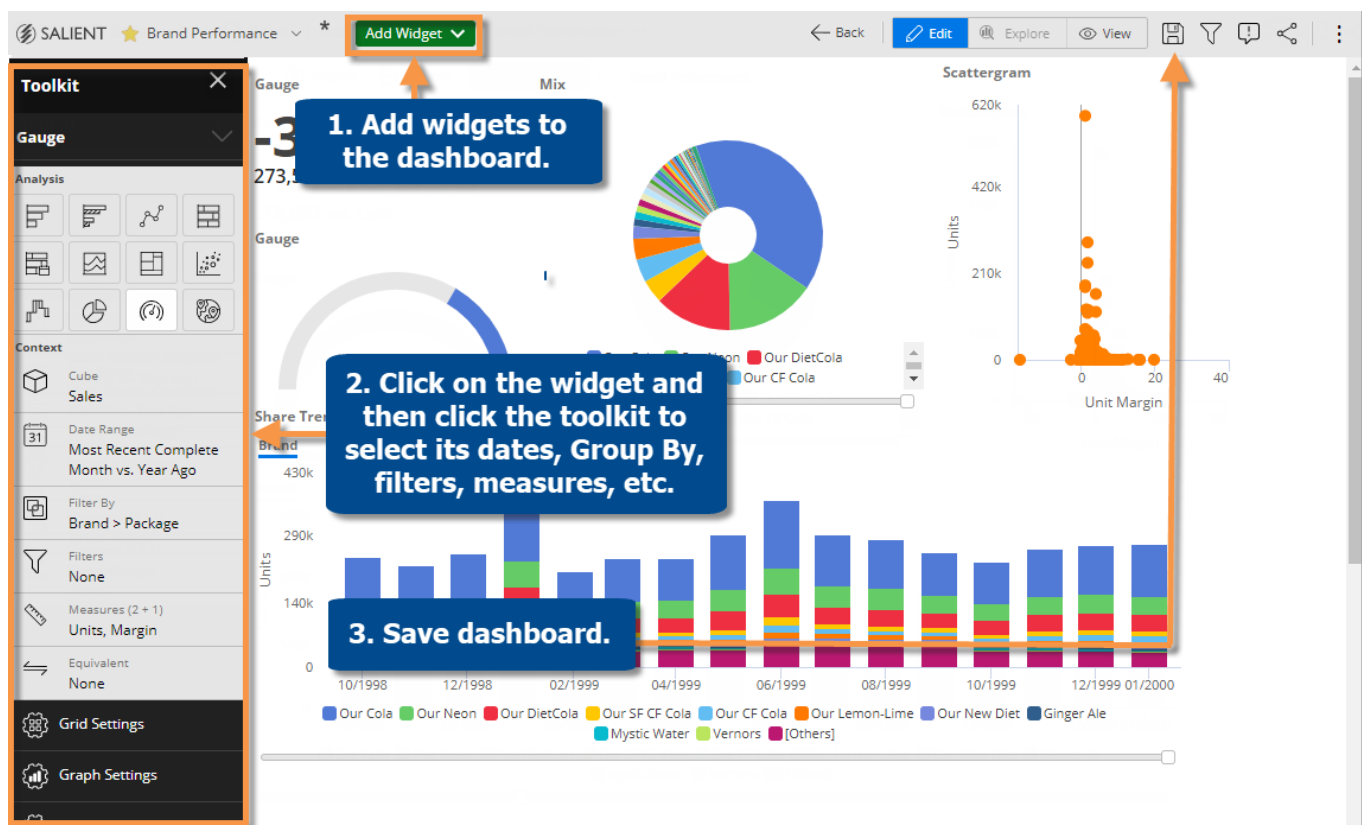 SALIENT
Brand Performance
*
Add Widget
Back
Edit
Explore
View
Toolkit
Gauge
Analysis
Context
Cube
Sales
31
Date Range
Most Recent Complete
Month vs. Year Ago
Filter By
Brand > Package
Filters
None
Measures (2 + 1)
Units, Margin
Equivalent
None
Grid Settings
Graph Settings
Gauge
-3
273,5
1. Add widgets to
the dashboard.
Gauge
Mix
Our DietCola
Our CF Cola
Scattergram
620k
420k
210k
0
Units
0
20
40
Unit Margin
2. Click on the widget and
then click the toolkit to
select its dates, Group By,
filters, measures, etc.
Share Tre
Brand
430k
290k
140k
0
Units
3. Save dashboard.
10/1998
12/1998
02/1999
04/1999
06/1999
08/1999
10/1999
12/1999
01/2000
Our Cola
Our Neon
Our DietCola
Our SF CF Cola
Our CF Cola
Our Lemon-Lime
Our New Diet
Ginger Ale
Mystic Water
Vernors
[Others]